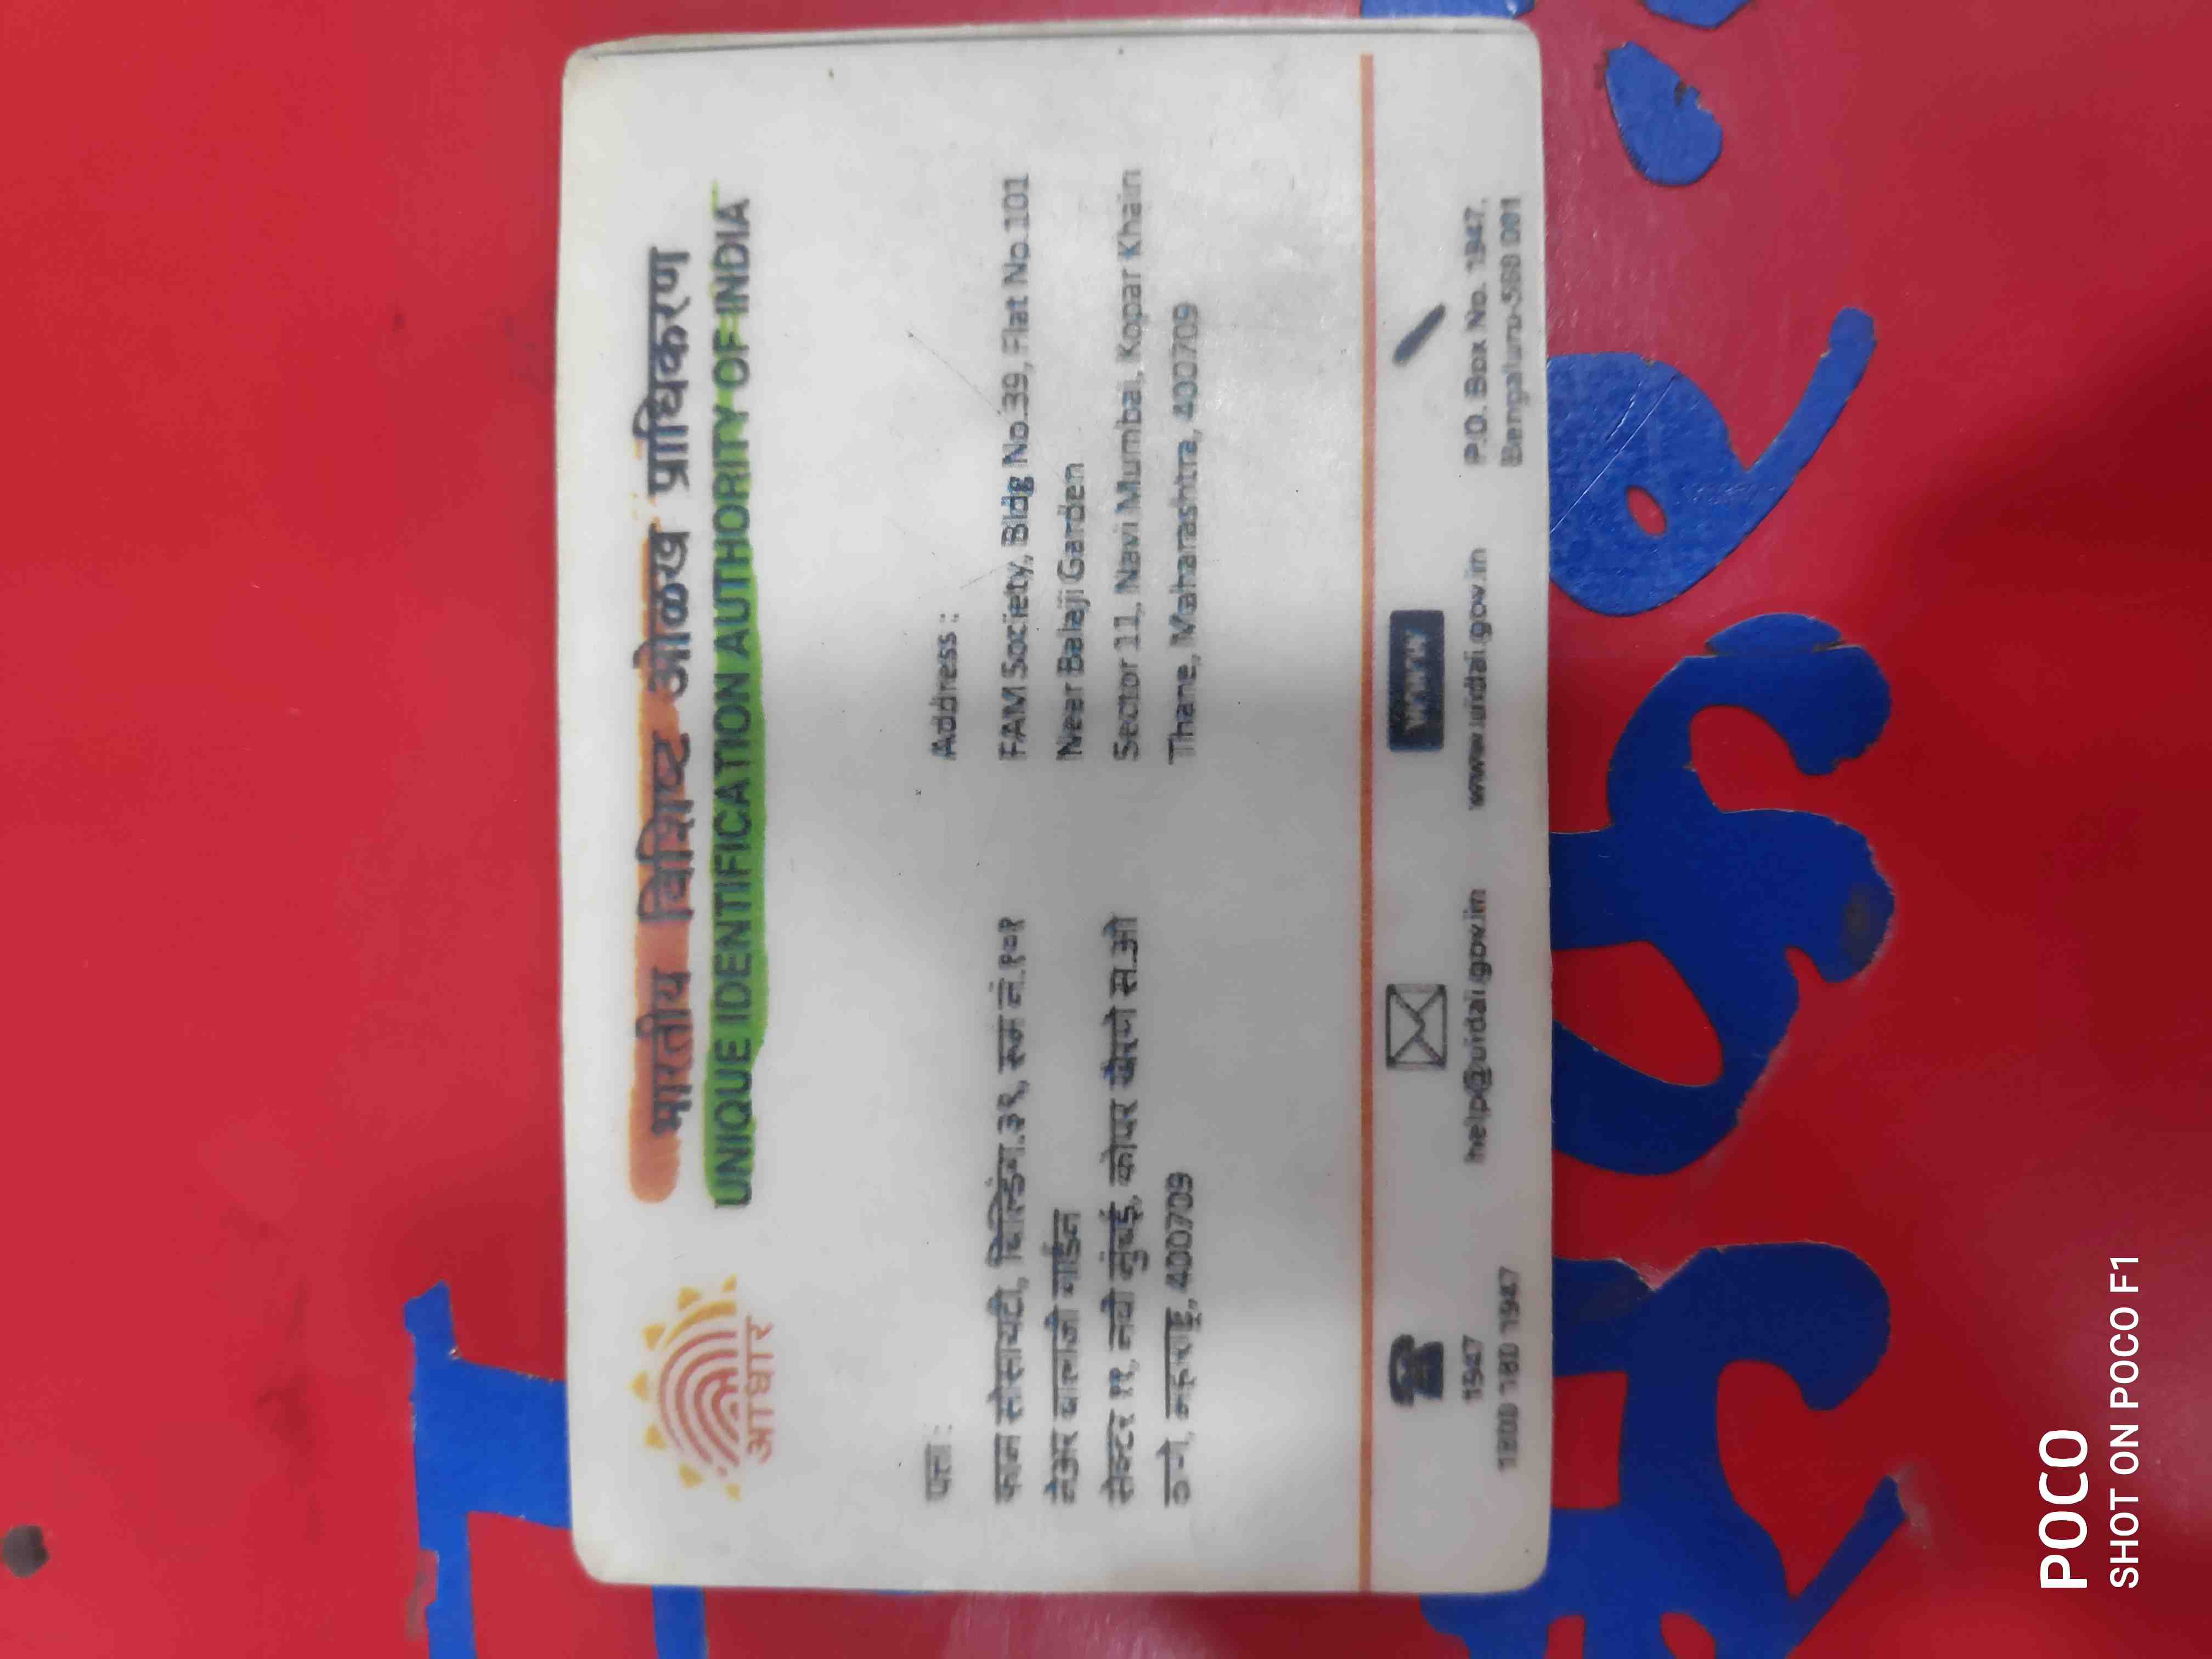 भारतीय विशिष्ट ओळख प्राधिकरण
UNIQUE IDENTIFICATION AUTHORITY OF INDIA
आधार
पत्ता :
फाम सोसायटी, बिल्डिंग.३९, रुम नं.१०१
नेअर बालाजी गार्डन
सेक्टर ११, नवी मुंबई, कोपर खैरणे स.ओ
ठाणे, महाराष्ट्र, 400709
Address :
FAM Society, Bldg No.39, Flat No.101
Near Balaji Garden
Sector 11, Navi Mumbai, Kopar Khain
Thane, Maharashtra, 400709
1947
1800 180 1947
help@uidai.gov.in
www
www.uidai.gov.in
P.O. Box No. 1947,
Bengaluru-560 001
POCO
SHOT ON POCO F1